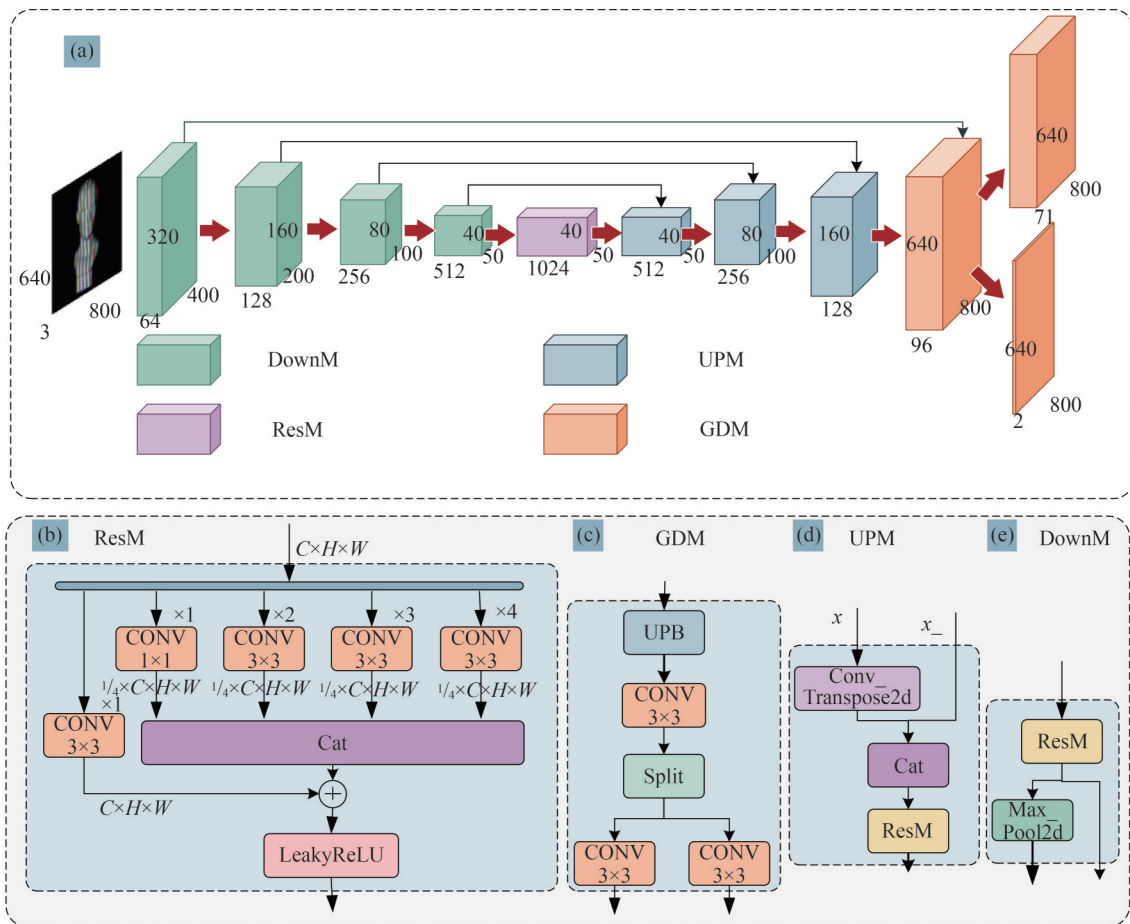 (a)
640
800
3
320
400
64
160
200
128
80
100
256
40
50
512
40
50
1024
40
50
512
80
100
256
160
128
640
800
96
640
800
71
640
800
2
DownM
UPM
ResM
GDM
(b)
ResM
C×H×W
×1
×2
×3
×4
CONV
1×1
CONV
3×3
CONV
3×3
CONV
3×3
1/4×C×H×W
1/4×C×H×W
1/4×C×H×W
1/4×C×H×W
×1
CONV
3×3
Cat
C×H×W
+
LeakyReLU
(c)
GDM
UPB
CONV
3×3
Split
CONV
3×3
CONV
3×3
(d)
UPM
x
x_
Conv_
Transpose2d
Cat
ResM
(e)
DownM
ResM
Max_
Pool2d